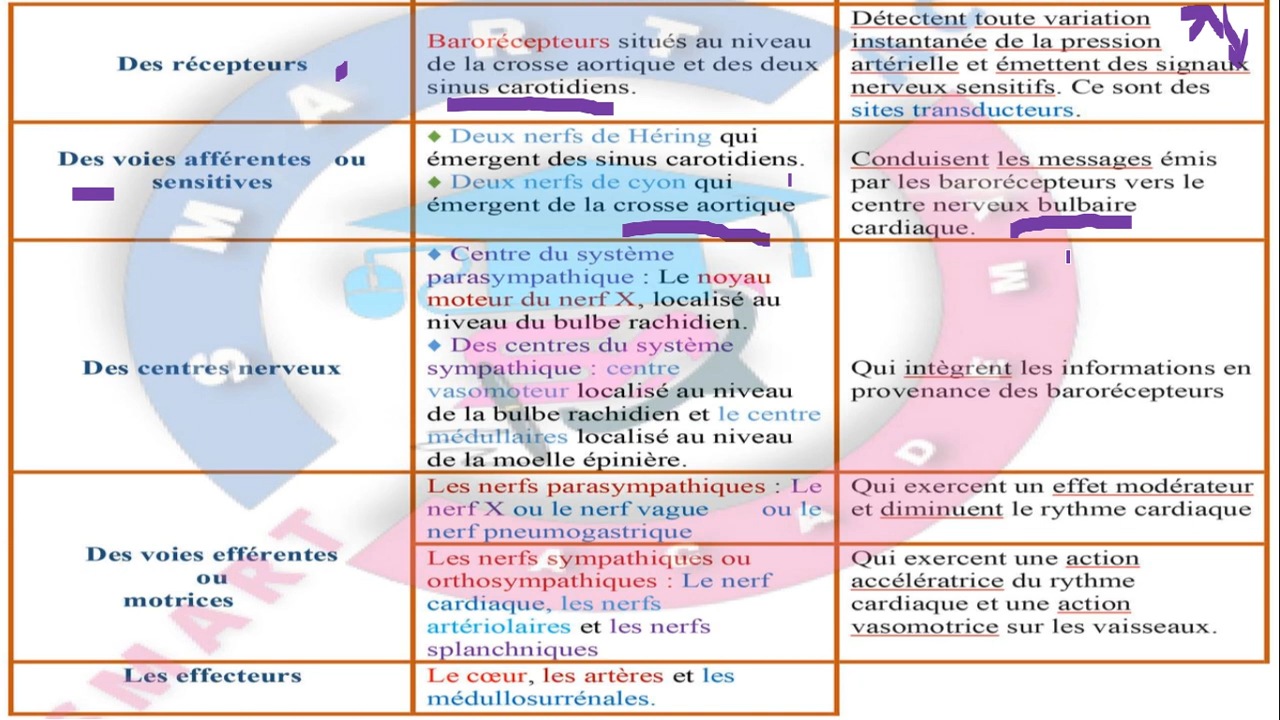 Des récepteurs
Barorécepteurs situés au niveau
de la crosse aortique et des deux
sinus carotidiens.
Détectent toute variation
instantanée de la pression
artérielle et émettent des signaux
nerveux sensitifs. Ce sont des
sites transducteurs.
Des voies afférentes ou
sensitives
◆ Deux nerfs de Héring qui
émergent des sinus carotidiens.
◆ Deux nerfs de cyon qui
émergent de la crosse aortique
Conduisent les messages émis
par les barorécepteurs vers le
centre nerveux bulbaire
cardiaque.
Des centres nerveux
◆ Centre du système
parasympathique : Le noyau
moteur du nerf X, localisé au
niveau du bulbe rachidien.
◆ Des centres du système
sympathique : centre
vasomoteur localisé au niveau
de la bulbe rachidien et le centre
médullaires localisé au niveau
de la moelle épinière.
Qui intègrent les informations en
provenance des barorécepteurs
Des voies efférentes
ou
motrices
Les nerfs parasympathiques : Le
nerf X ou le nerf vague ou le
nerf pneumogastrique
Qui exercent un effet modérateur
et diminuent le rythme cardiaque
Les nerfs sympathiques ou
orthosympathiques : Le nerf
cardiaque, les nerfs
artériolaires et les nerfs
splanchniques
Qui exercent une action
accélératrice du rythme
cardiaque et une action
vasomotrice sur les vaisseaux.
Les effecteurs
Le cœur, les artères et les
médullosurrénales.
SMART
SMART